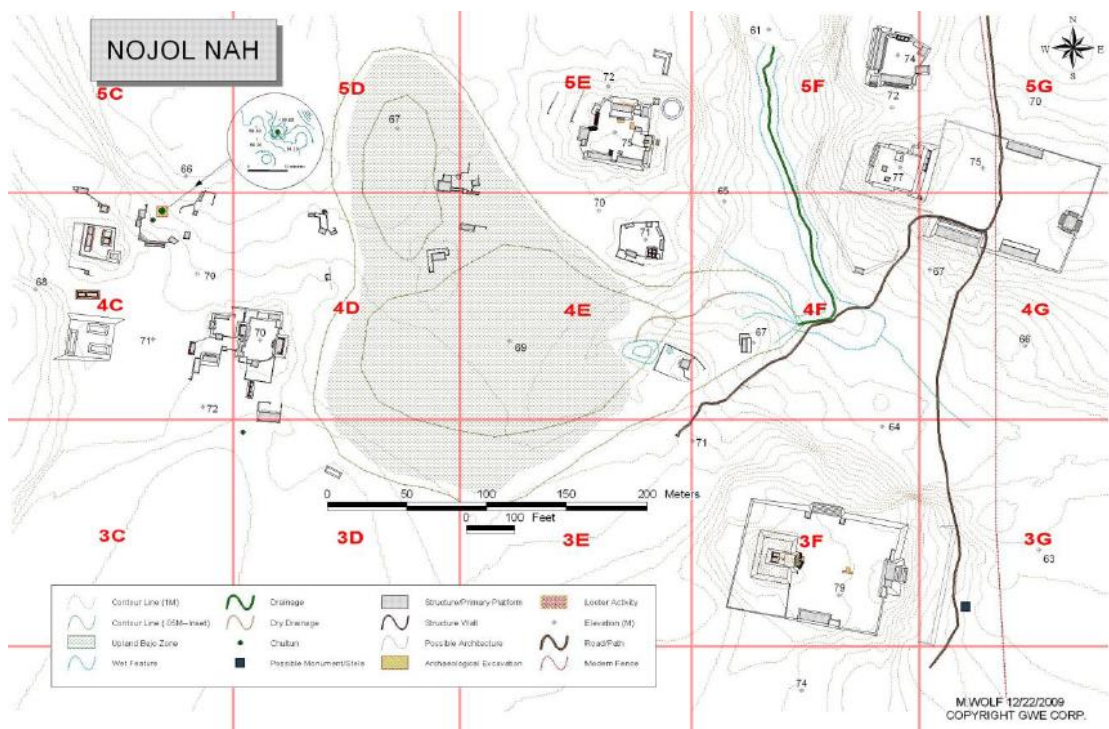 NOJOL NAH
N
W E
S
61
74
5C
5D
5E
5F
5G
72
72
70
67
75
75
77
66
65
70
71
70
67
68
4C
4D
4E
4F
4G
71
70
69
67
66
72
71
64
0 50 100 150 200 Meters
0 100 Feet
3C
3D
3E
3F
3G
63
79
Contour Line (1M)
Contour Line (.05M--Inset)
Upland Bajo Zone
Wet Feature
Drainage
Dry Drainage
Chultun
Possible Monument/Stela
Structure/Primary Platform
Structure Wall
Possible Architecture
Archaeological Excavation
Looter Activity
Elevation (M)
Road/Path
Modern Fence
74
M.WOLF 12/22/2009
COPYRIGHT GWE CORP.